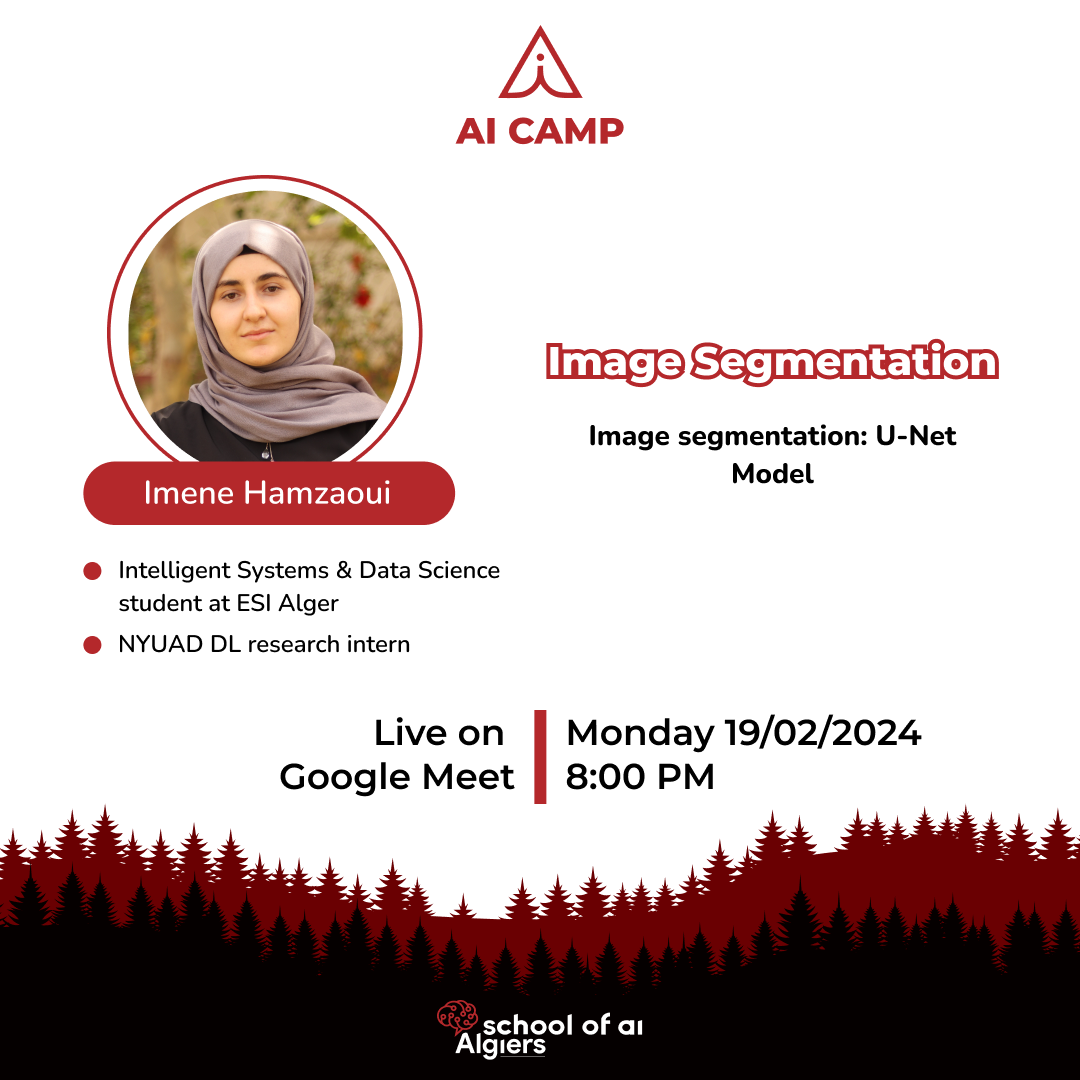 AI CAMP
Imene Hamzaoui
Intelligent Systems & Data Science
student at ESI Alger
NYUAD DL research intern
Image Segmentation
Image segmentation: U-Net
Model
Live on
Google Meet
Monday 19/02/2024
8:00 PM
school of ai
Algiers